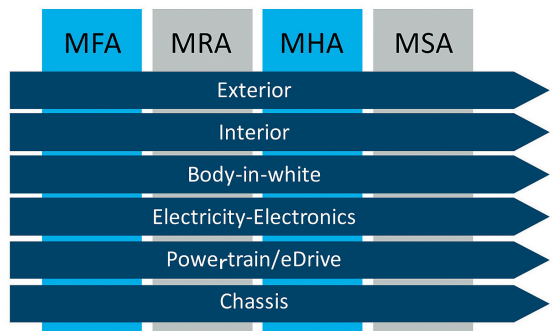 MFA MRA MHA MSA
Exterior
Interior
Body-in-white
Electricity-Electronics
Powertrain/eDrive
Chassis